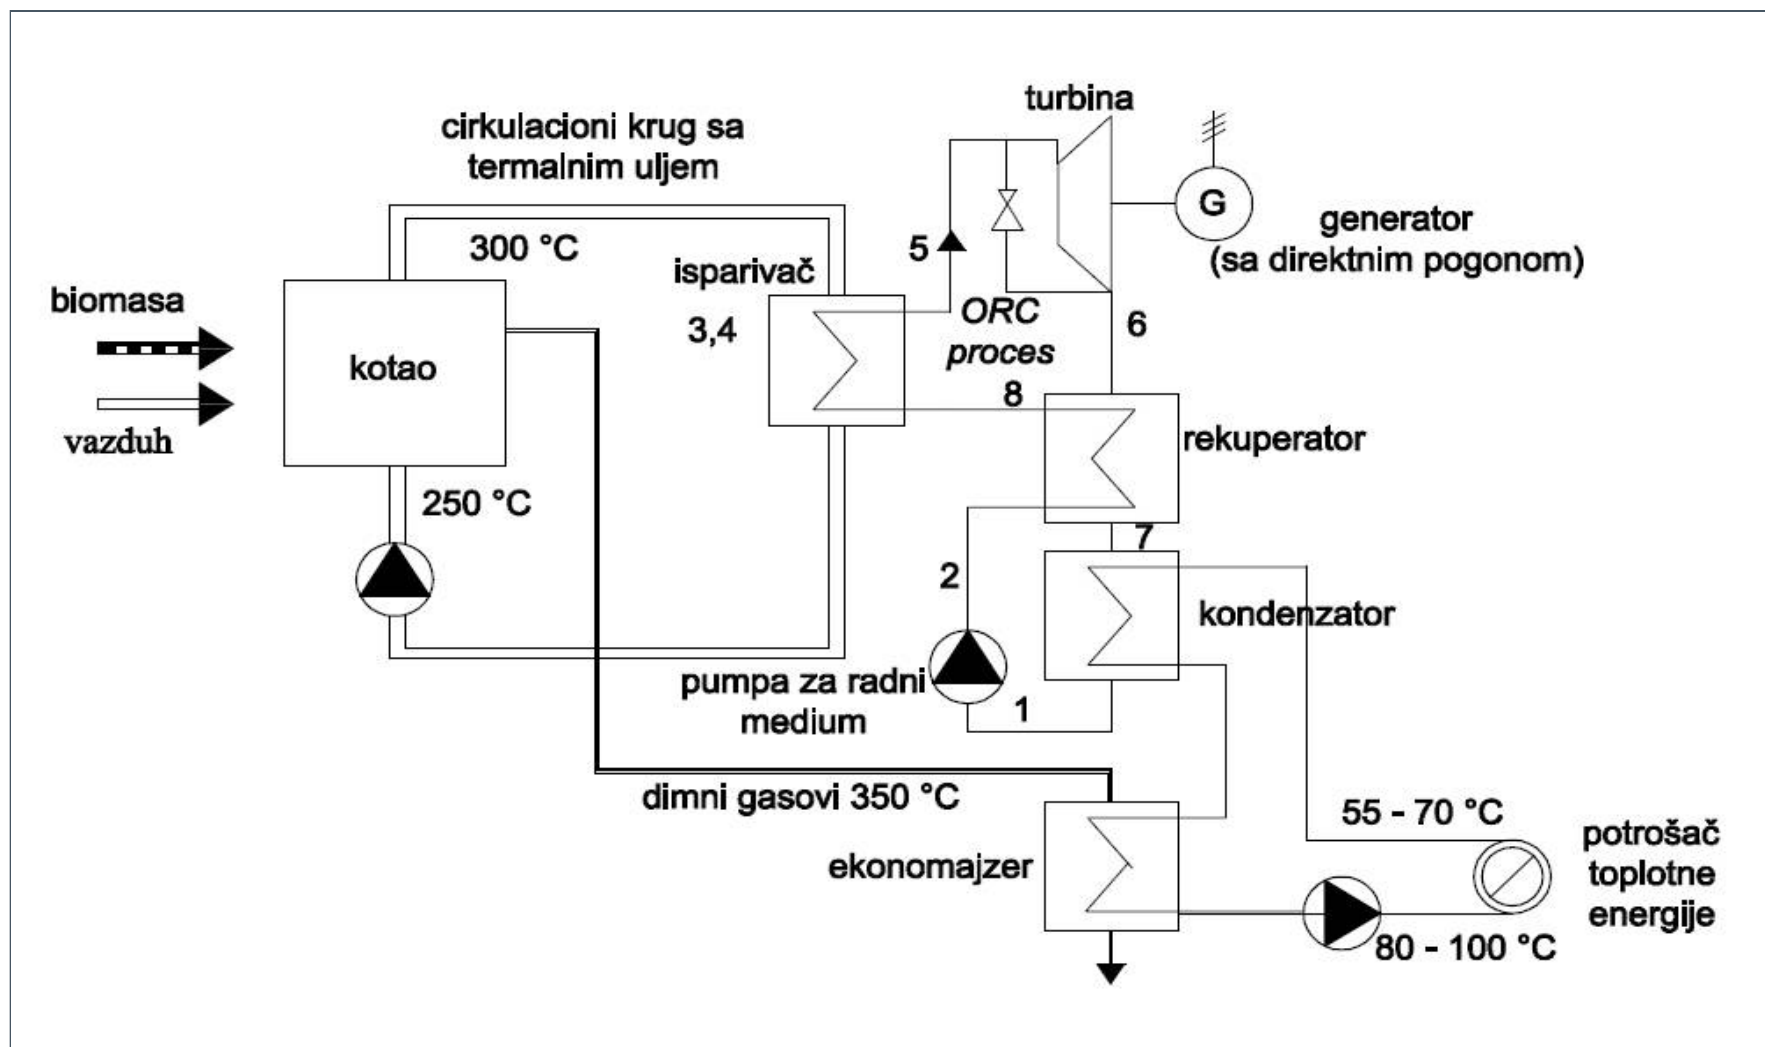 turbina
cirkulacioni krug sa
termalnim uljem
G
generator
(sa direktnim pogonom)
300 °C
5
isparivač
3,4
ORC
proces
6
8
biomasa
kotao
vazduh
250 °C
rekuperator
7
2
kondenzator
pumpa za radni
medium
1
dimni gasovi 350 °C
55 - 70 °C
potrošač
toplotne
energije
ekonomajzer
80 - 100 °C